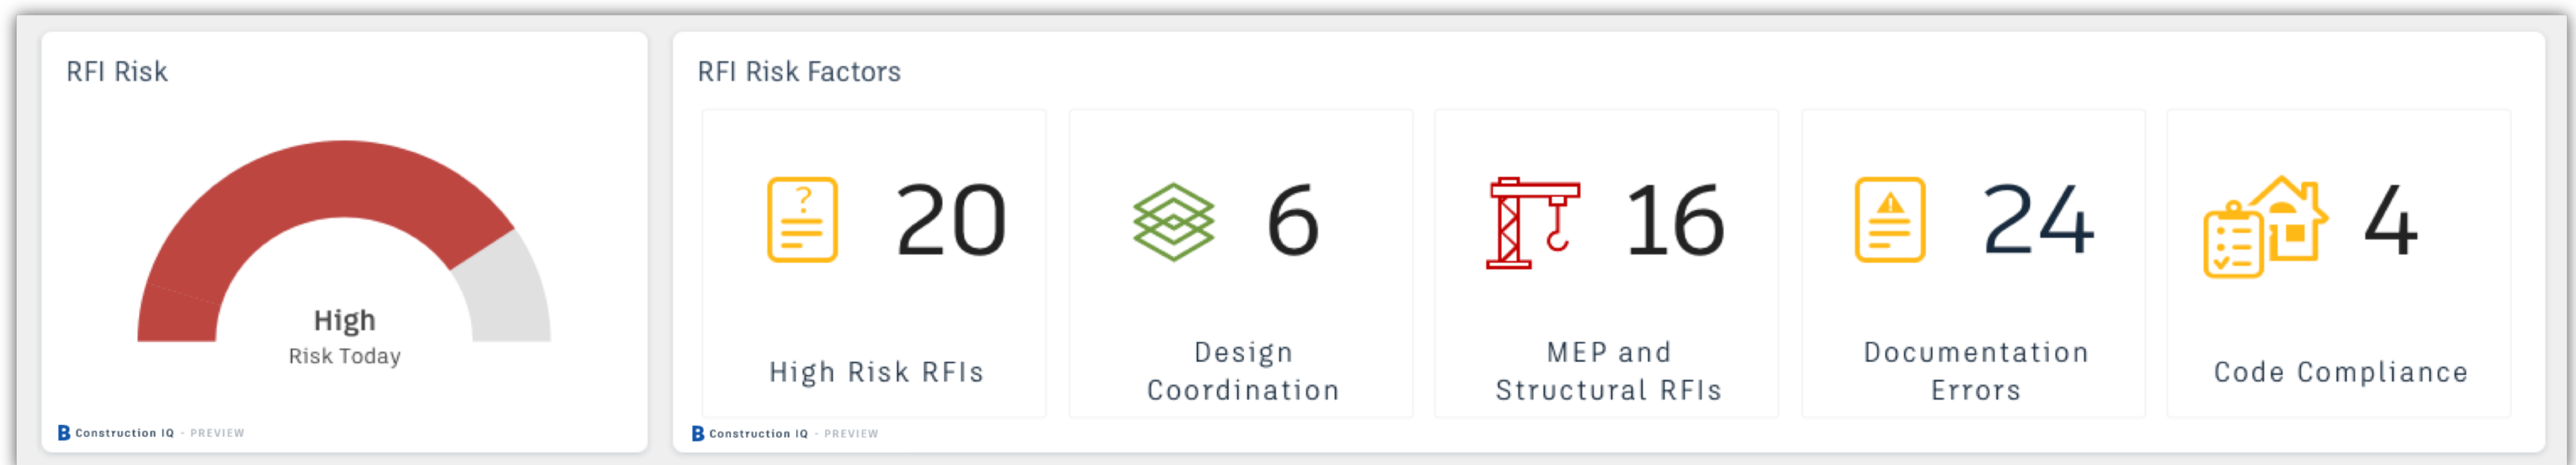 RFI Risk
High
Risk Today
B Construction IQ - PREVIEW
RFI Risk Factors
?
20
High Risk RFIs
6
Design
Coordination
16
MEP and
Structural RFIs
24
Documentation
Errors
4
Code Compliance
B Construction IQ - PREVIEW